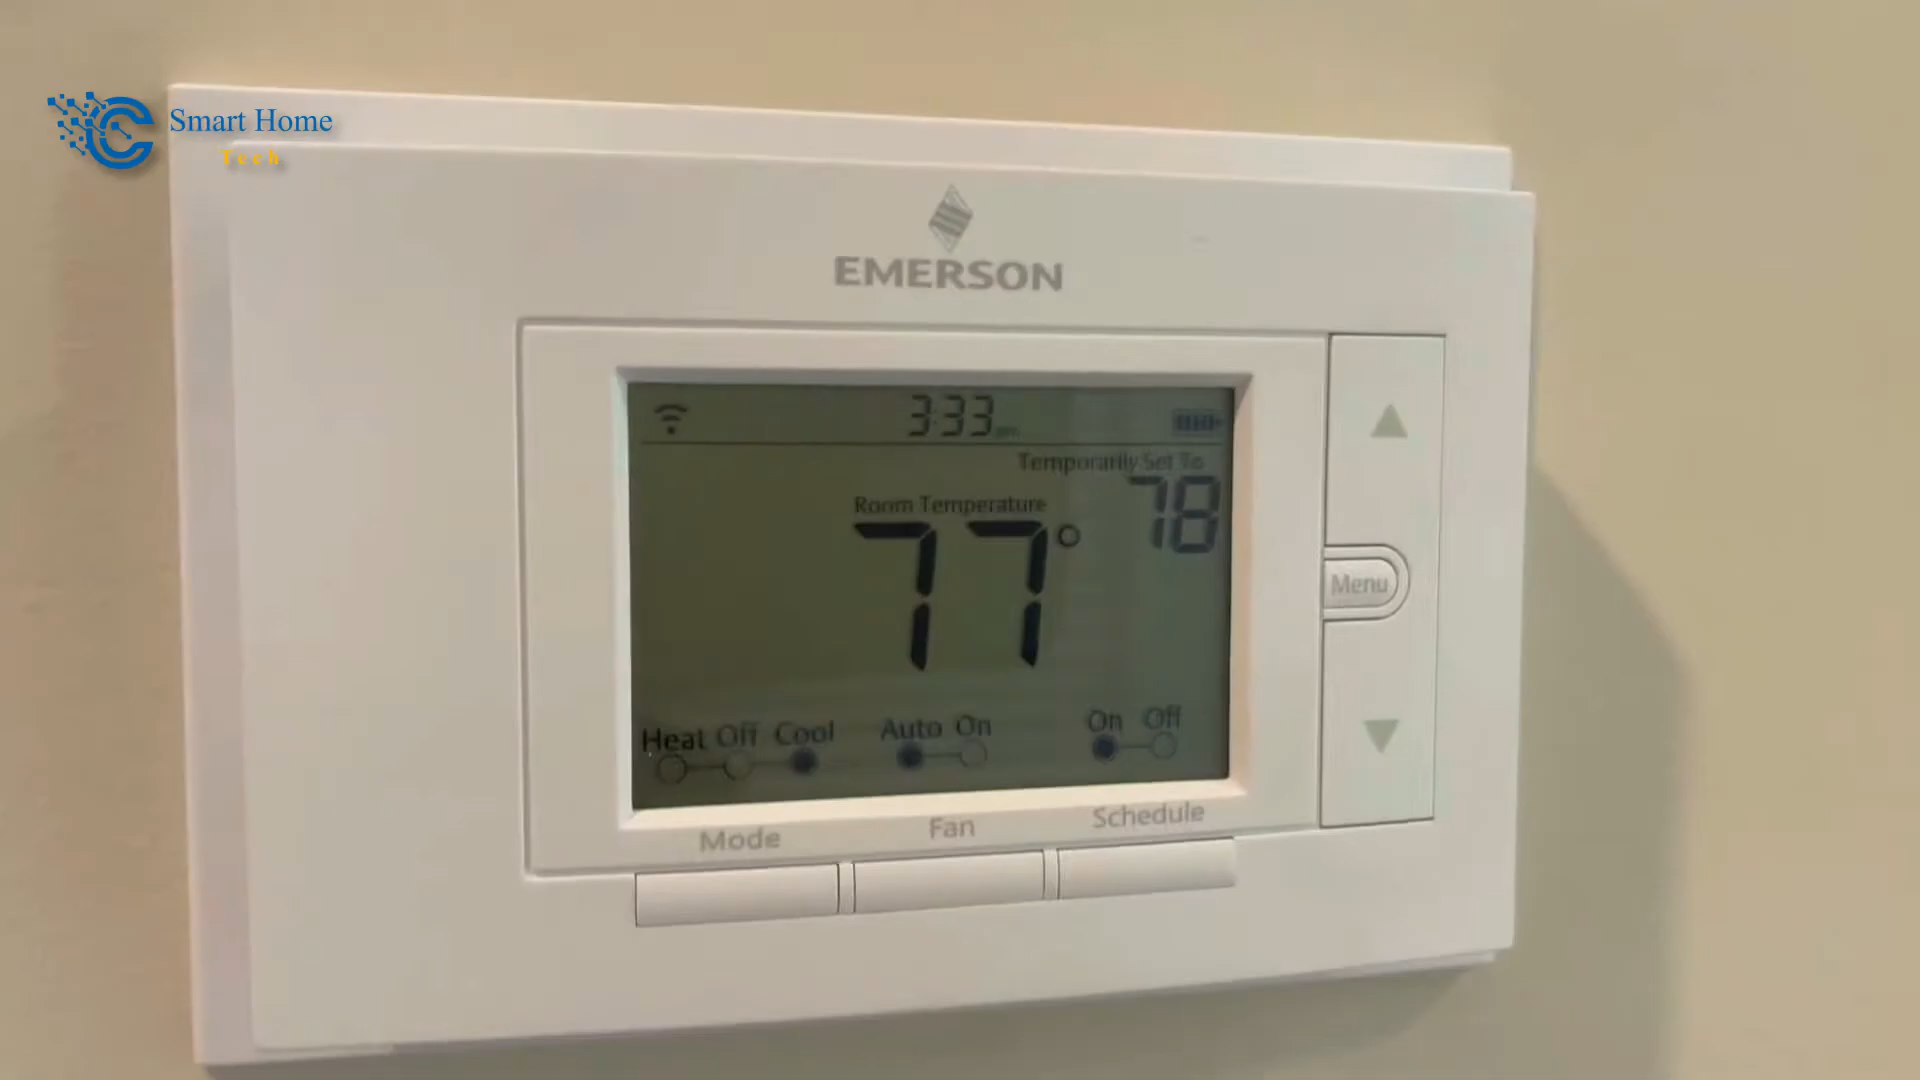 Smart Home
Tech
EMERSON
3:33
Temporarily Set To
78
Room Temperature
77°
Heat Off Cool
Auto On
On Off
Mode
Fan
Schedule
Menu